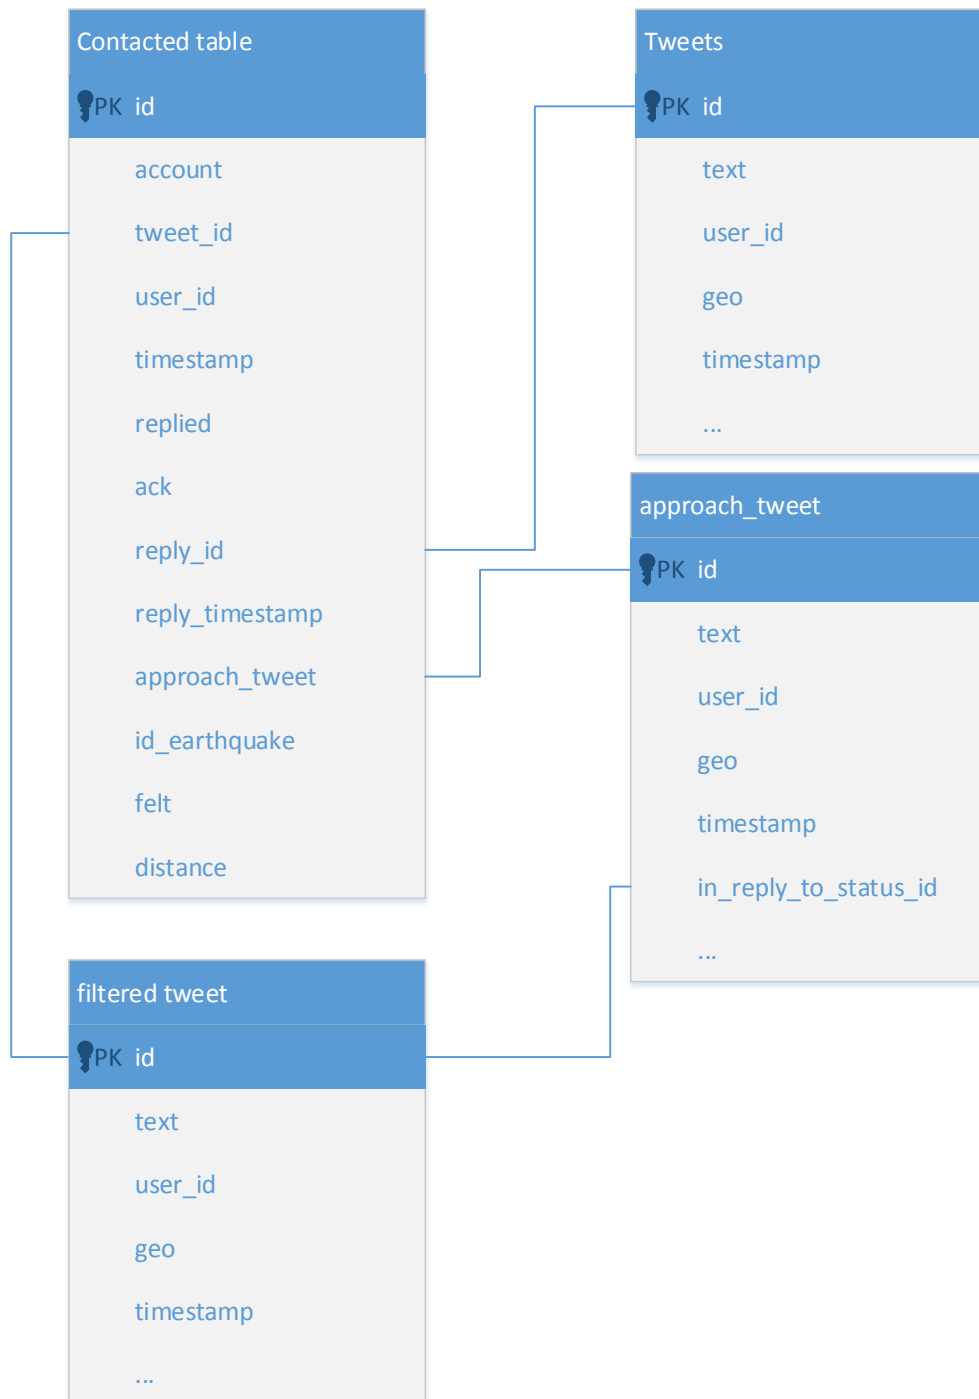 Contacted table
PK id
account
tweet_id
user_id
timestamp
replied
ack
reply_id
reply_timestamp
approach_tweet
id_earthquake
felt
distance
Tweets
PK id
text
user_id
geo
timestamp
...
approach_tweet
PK id
text
user_id
geo
timestamp
in_reply_to_status_id
...
filtered tweet
PK id
text
user_id
geo
timestamp
...